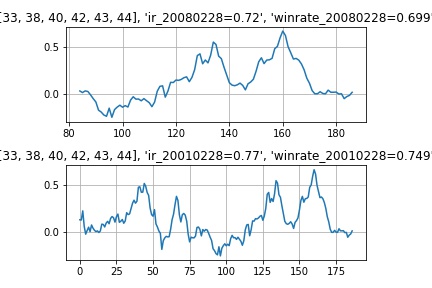 [33, 38, 40, 42, 43, 44], 'ir_20080228=0.72', 'winrate_20080228=0.699'
0.5
0.0
80 100 120 140 160 180
[33, 38, 40, 42, 43, 44], 'ir_20010228=0.77', 'winrate_20010228=0.749'
0.5
0.0
0 25 50 75 100 125 150 175